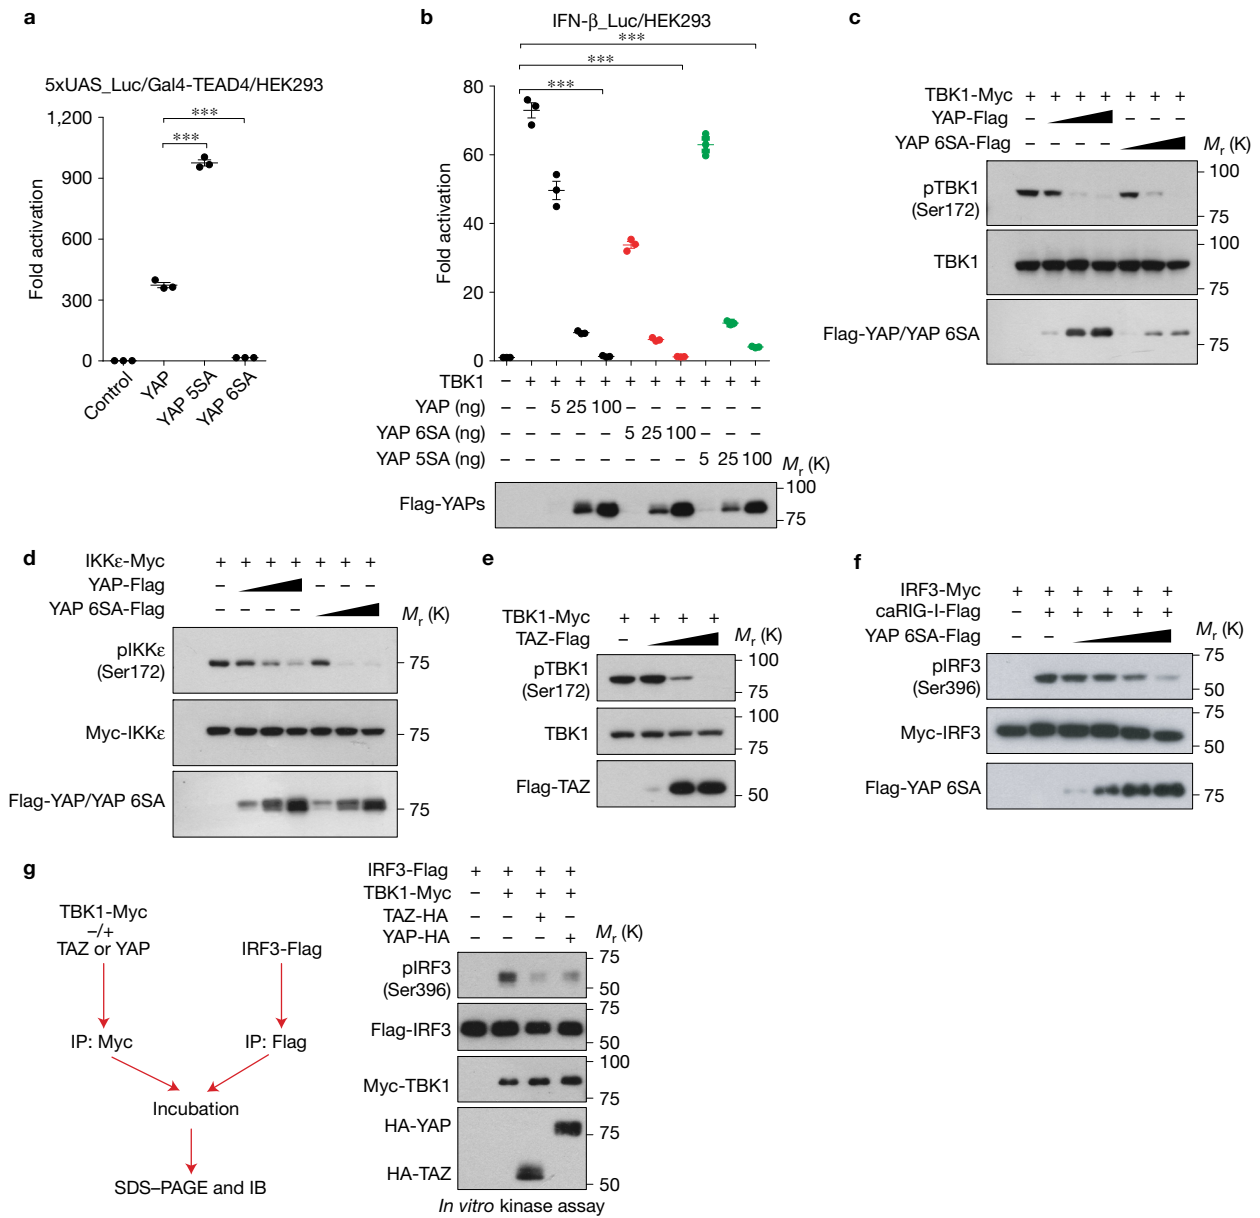 a
5xUAS_Luc/Gal4-TEAD4/HEK293
Fold activation
1,200
900
600
300
0
***
***
Control
YAP
YAP 5SA
YAP 6SA
b
IFN-β_Luc/HEK293
***
***
***
Fold activation
80
60
40
20
0
TBK1 – + + + + + + + + + +
YAP (ng) – – 5 25 100 – – – – – –
YAP 6SA (ng) – – – – – 5 25 100 – – –
YAP 5SA (ng) – – – – – – – – 5 25 100
Mr (K)
Flag-YAPs
100
75
c
TBK1-Myc + + + + + + +
YAP-Flag – – – –
YAP 6SA-Flag – – – –
Mr (K)
pTBK1
(Ser172)
100
75
TBK1
100
75
Flag-YAP/YAP 6SA
75
d
IKKε-Myc + + + + + + +
YAP-Flag – – – –
YAP 6SA-Flag – – – –
Mr (K)
pIKKε
(Ser172)
75
Myc-IKKε
75
Flag-YAP/YAP 6SA
75
e
TBK1-Myc + + + +
TAZ-Flag –
Mr (K)
pTBK1
(Ser172)
100
75
TBK1
100
75
Flag-TAZ
50
f
IRF3-Myc + + + + + +
caRIG-I-Flag – + + + + +
YAP 6SA-Flag – –
Mr (K)
pIRF3
(Ser396)
75
50
Myc-IRF3
75
50
Flag-YAP 6SA
75
g
TBK1-Myc
–/+
TAZ or YAP
IRF3-Flag
IP: Myc
IP: Flag
Incubation
SDS–PAGE and IB
IRF3-Flag + + + +
TBK1-Myc – + + +
TAZ-HA – – + –
YAP-HA – – – +
Mr (K)
pIRF3
(Ser396)
75
50
Flag-IRF3
75
50
Myc-TBK1
100
75
HA-YAP
75
HA-TAZ
50
In vitro kinase assay